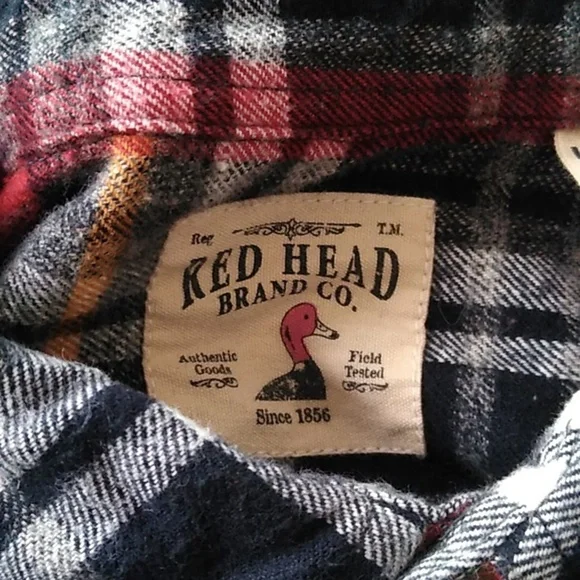 Reg T.M.
RED HEAD
BRAND CO.
Authentic Goods
Field Tested
Since 1856